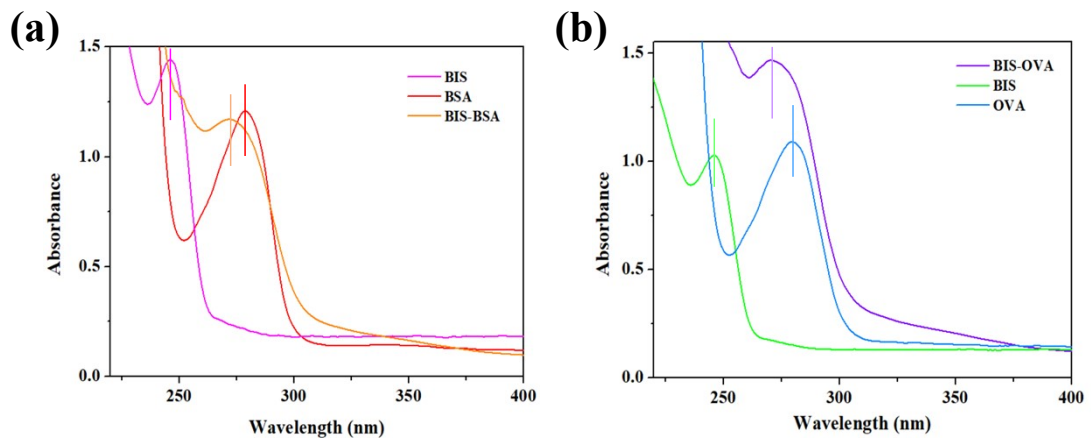 (a)
1.5
1.0
0.5
0.0
Absorbance
250
300
350
400
Wavelength (nm)
BIS
BSA
BIS-BSA
(b)
1.5
1.0
0.5
0.0
Absorbance
250
300
350
400
Wavelength (nm)
BIS-OVA
BIS
OVA